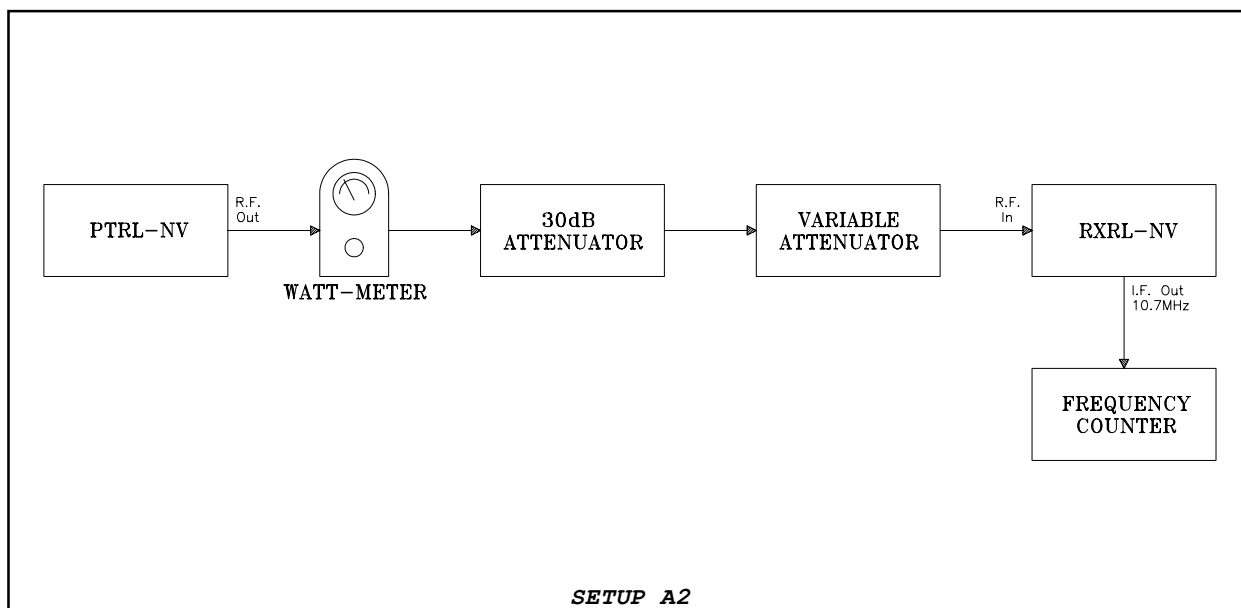 PTRL-NV
R.F.
Out
WATT-METER
30dB
ATTENUATOR
VARIABLE
ATTENUATOR
R.F.
In
RXRL-NV
I.F. Out
10.7MHz
FREQUENCY
COUNTER
SETUP A2